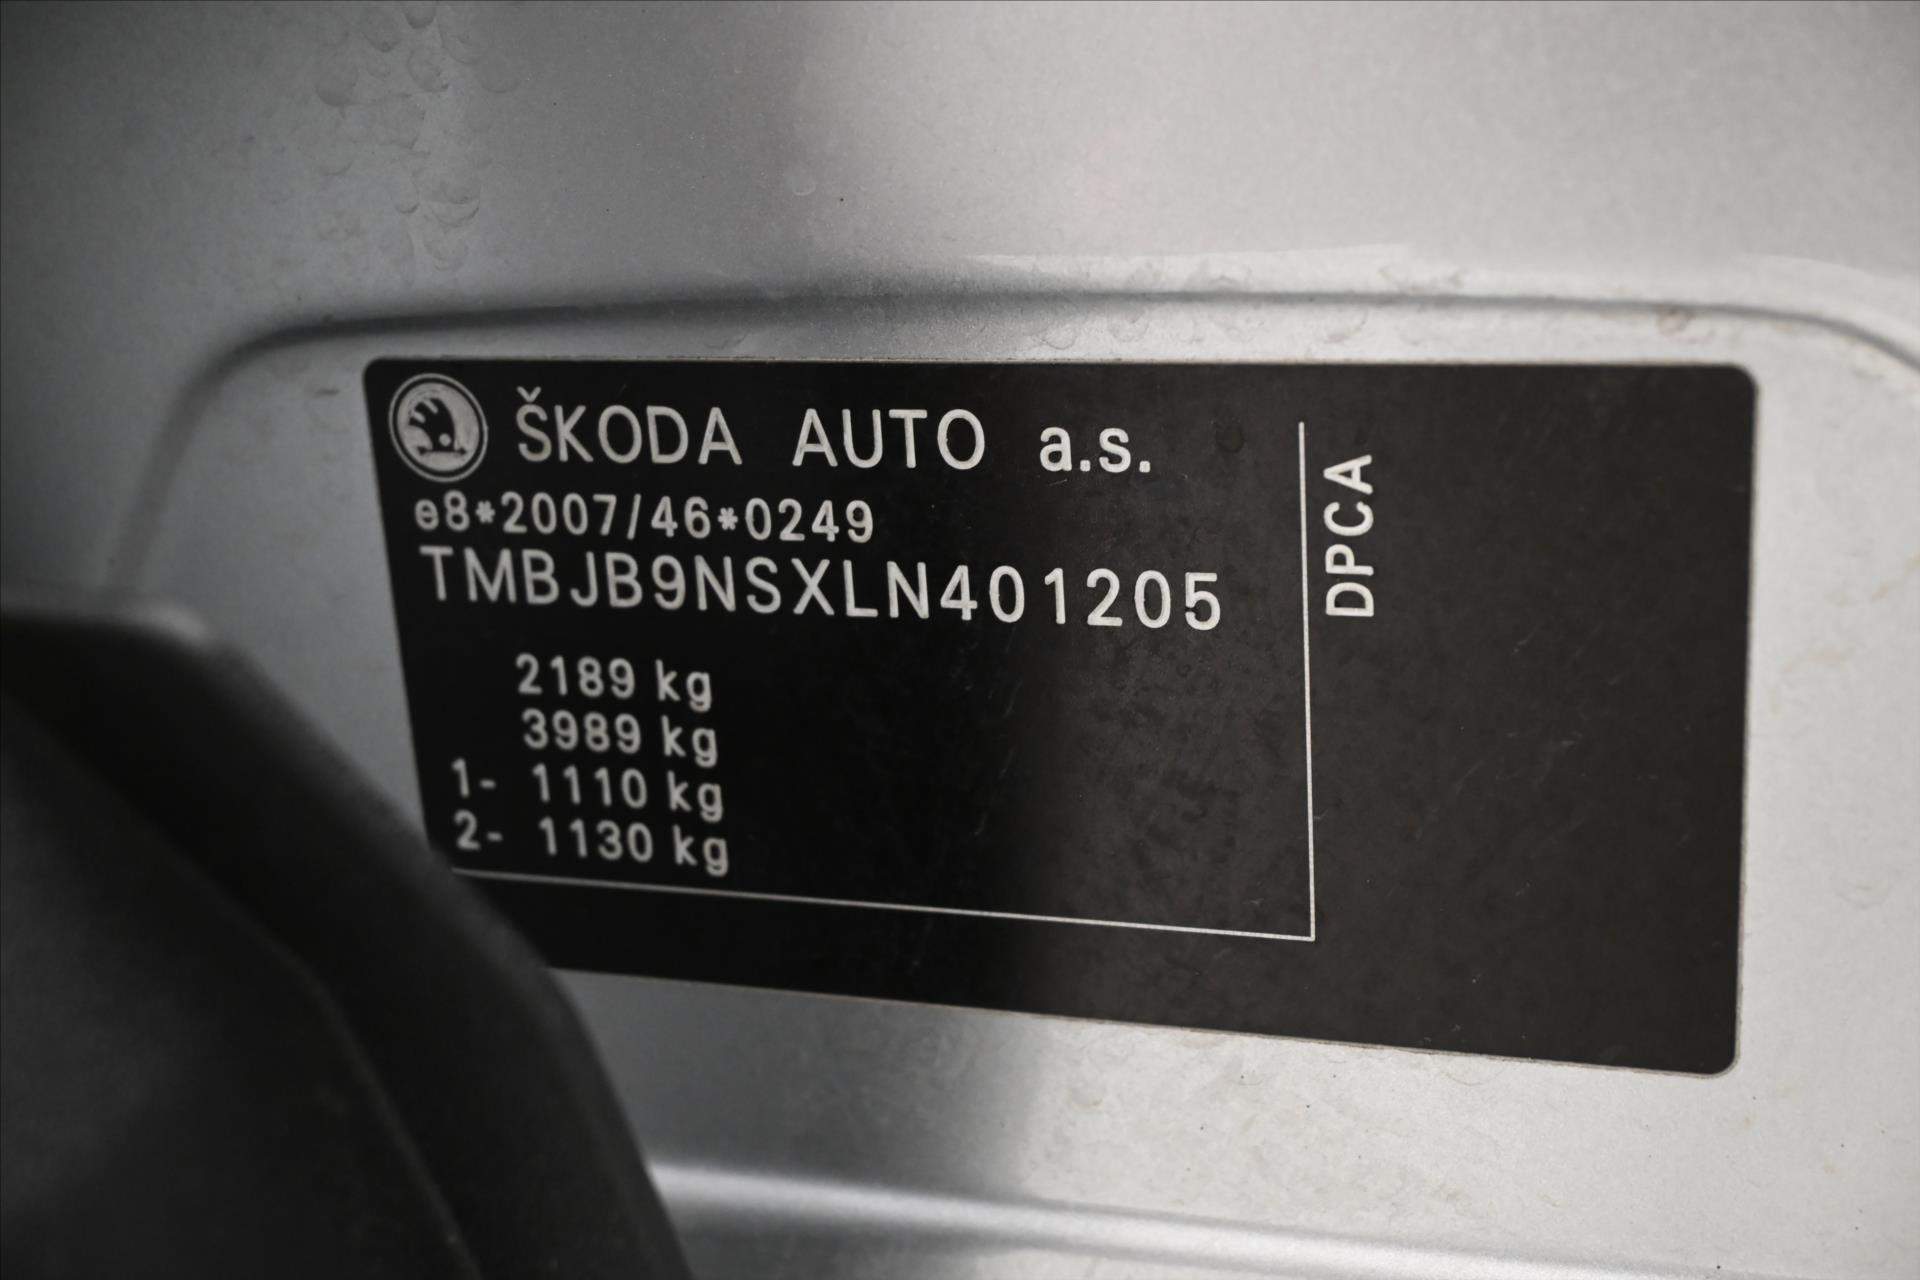 ŠKODA AUTO a.s.
e8*2007/46*0249
TMBJB9NSXLN401205
2189 kg
3989 kg
1- 1110 kg
2- 1130 kg
DPCA